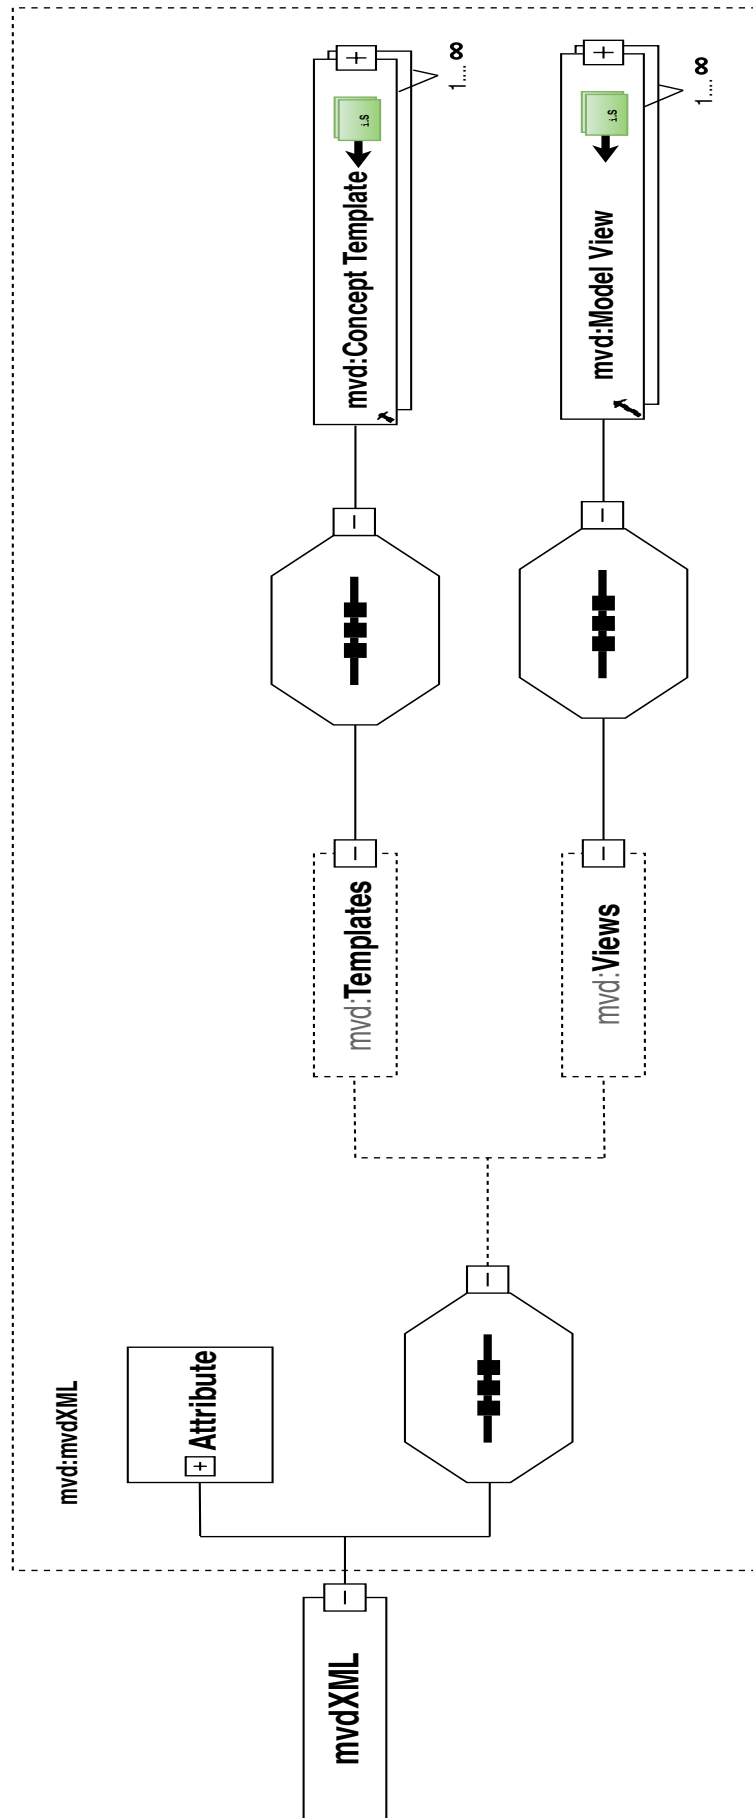 mvd:mvdXML
Attribute
mvdXML
mvd:Templates
mvd:Concept Template
i.S
1....∞
mvd:Views
mvd:Model View
i.S
1....∞